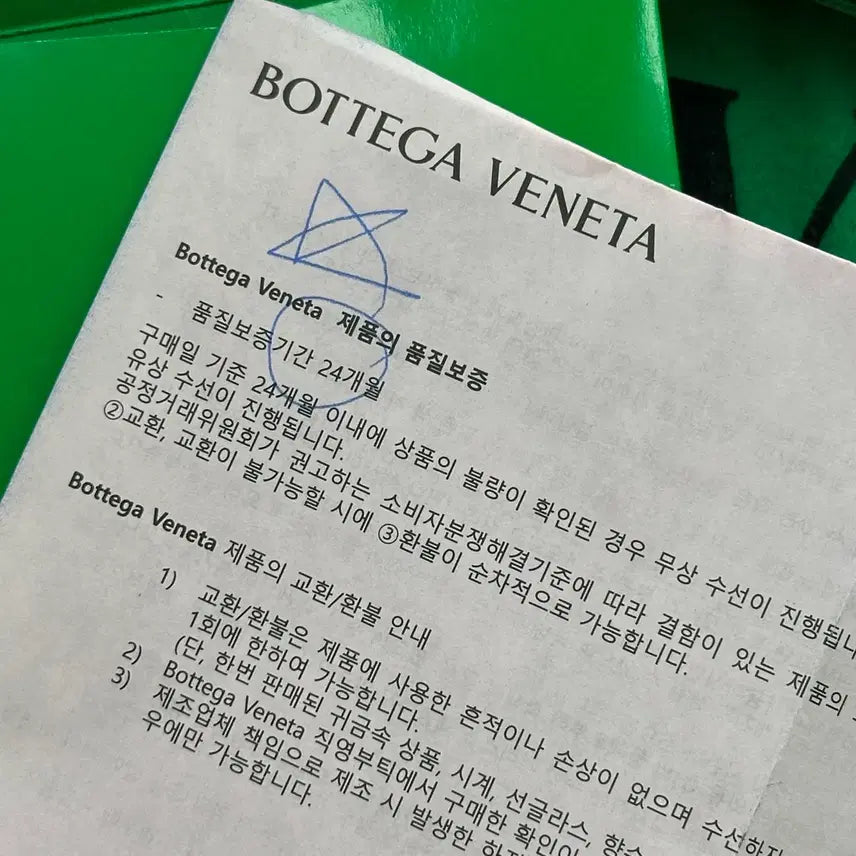 BOTTEGA VENETA
Bottega Veneta 제품의 품질보증
- 품질보증기간 24개월
구매일 기준 24개월 이내에 상품의 불량이 확인된 경우 무상 수선이 진행됩니
유상 수선이 진행됩니다.
공정거래위원회가 권고하는 소비자분쟁해결기준에 따라 결함이 있는 제품의
②교환, 교환이 불가능할 시에 ③환불이 순차적으로 가능합니다.
Bottega Veneta 제품의 교환/환불 안내
1) 교환/환불은 제품에 사용한 흔적이나 손상이 없으며 수선하지
1회에 한하여 가능합니다.
(단, 한번 판매된 귀금속 상품, 시계, 선글라스, 향수
2) Bottega Veneta 직영부틱에서 구매한 확인이
3) 제조업체 책임으로 제조 시 발생한 하자
우에만 가능합니다.